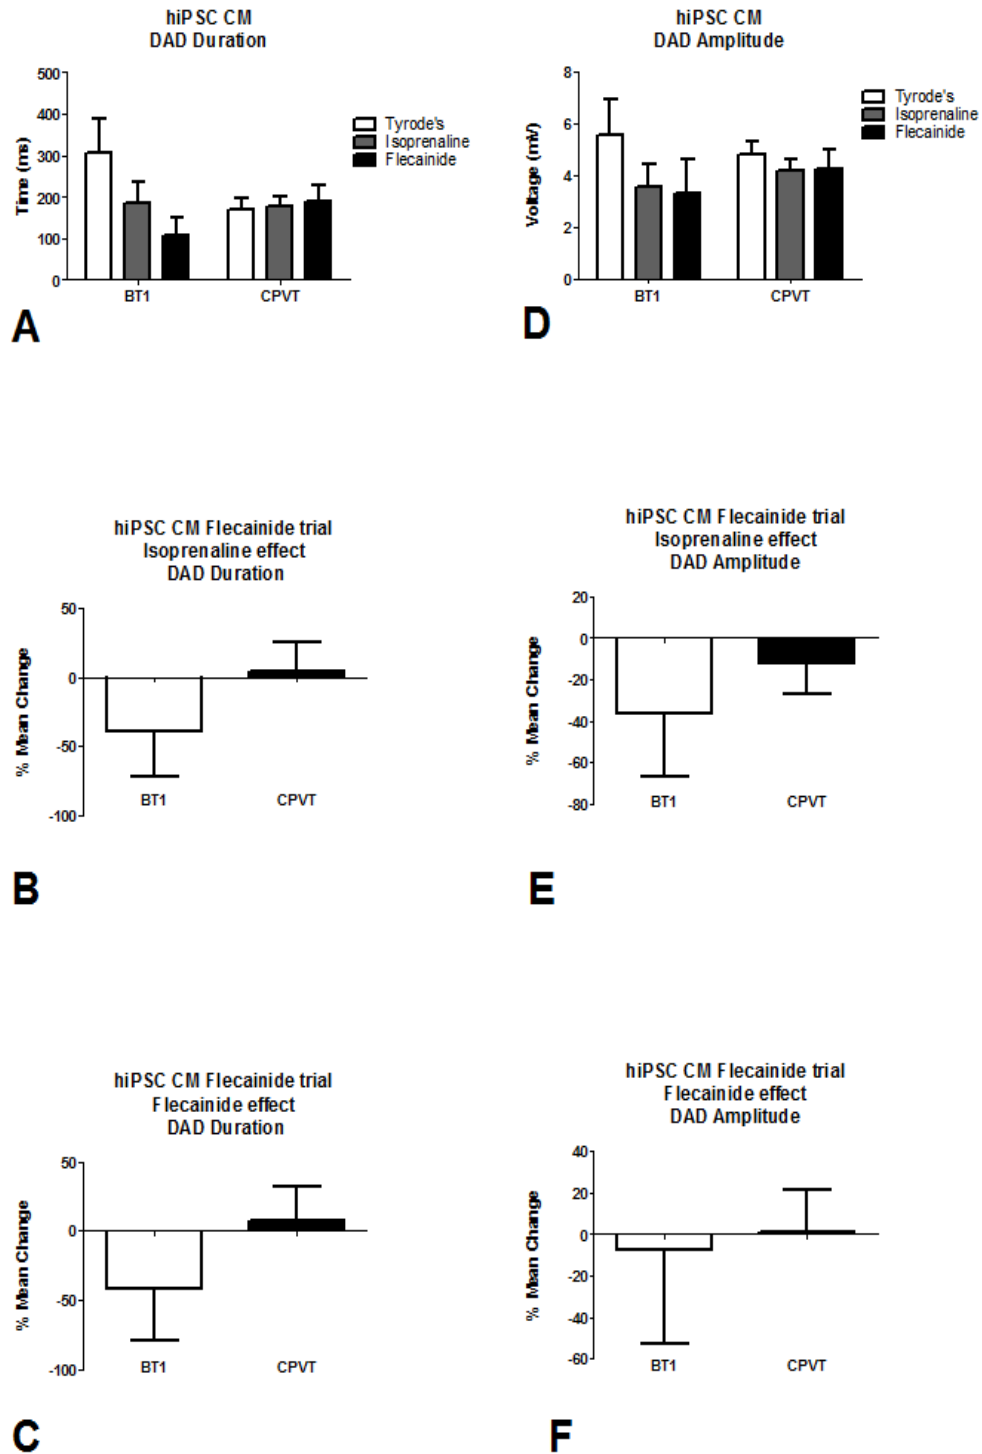 hiPSC CM
DAD Duration
500
400
300
200
100
0
Time (ms)
BT1
CPVT
Tyrode's
Isoprenaline
Flecainide
A
hiPSC CM
DAD Amplitude
8
6
4
2
0
Voltage (mV)
BT1
CPVT
Tyrode's
Isoprenaline
Flecainide
D
hiPSC CM Flecainide trial
Isoprenaline effect
DAD Duration
50
0
-50
-100
% Mean Change
BT1
CPVT
B
hiPSC CM Flecainide trial
Isoprenaline effect
DAD Amplitude
20
0
-20
-40
-60
-80
% Mean Change
BT1
CPVT
E
hiPSC CM Flecainide trial
Flecainide effect
DAD Duration
50
0
-50
-100
% Mean Change
BT1
CPVT
C
hiPSC CM Flecainide trial
Flecainide effect
DAD Amplitude
40
20
0
-20
-40
-60
% Mean Change
BT1
CPVT
F